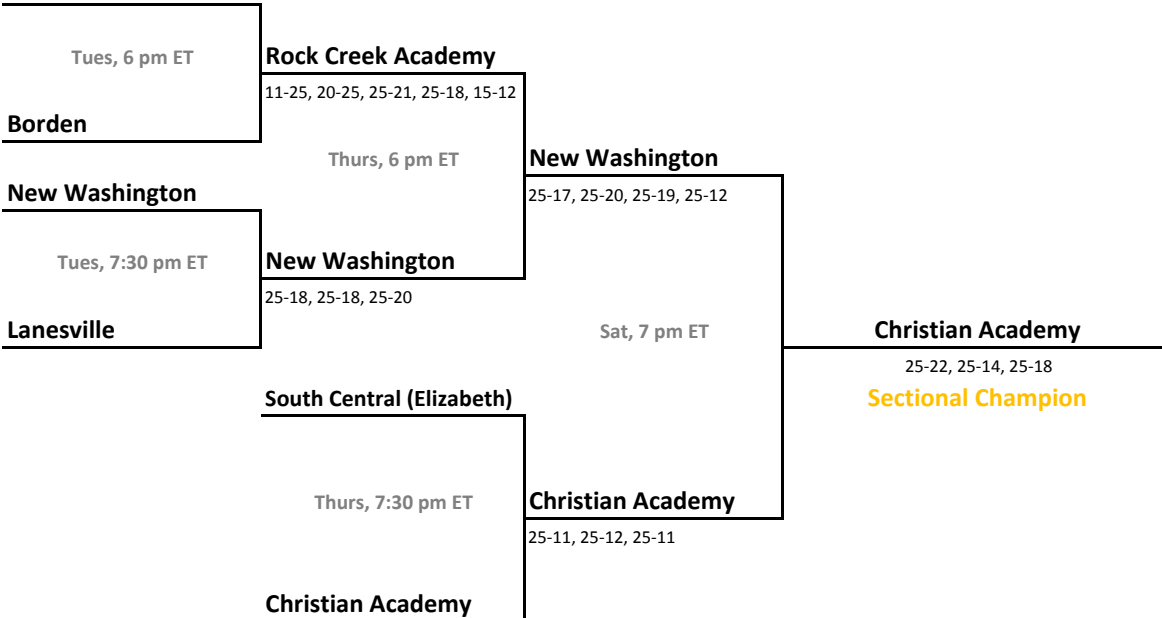 Tues, 6 pm ET
Rock Creek Academy
11-25, 20-25, 25-21, 25-18, 15-12
Borden
Thurs, 6 pm ET
New Washington
25-17, 25-20, 25-19, 25-12
New Washington
Tues, 7:30 pm ET
New Washington
25-18, 25-18, 25-20
Lanesville
Sat, 7 pm ET
Christian Academy
25-22, 25-14, 25-18
Sectional Champion
South Central (Elizabeth)
Thurs, 7:30 pm ET
Christian Academy
25-11, 25-12, 25-11
Christian Academy